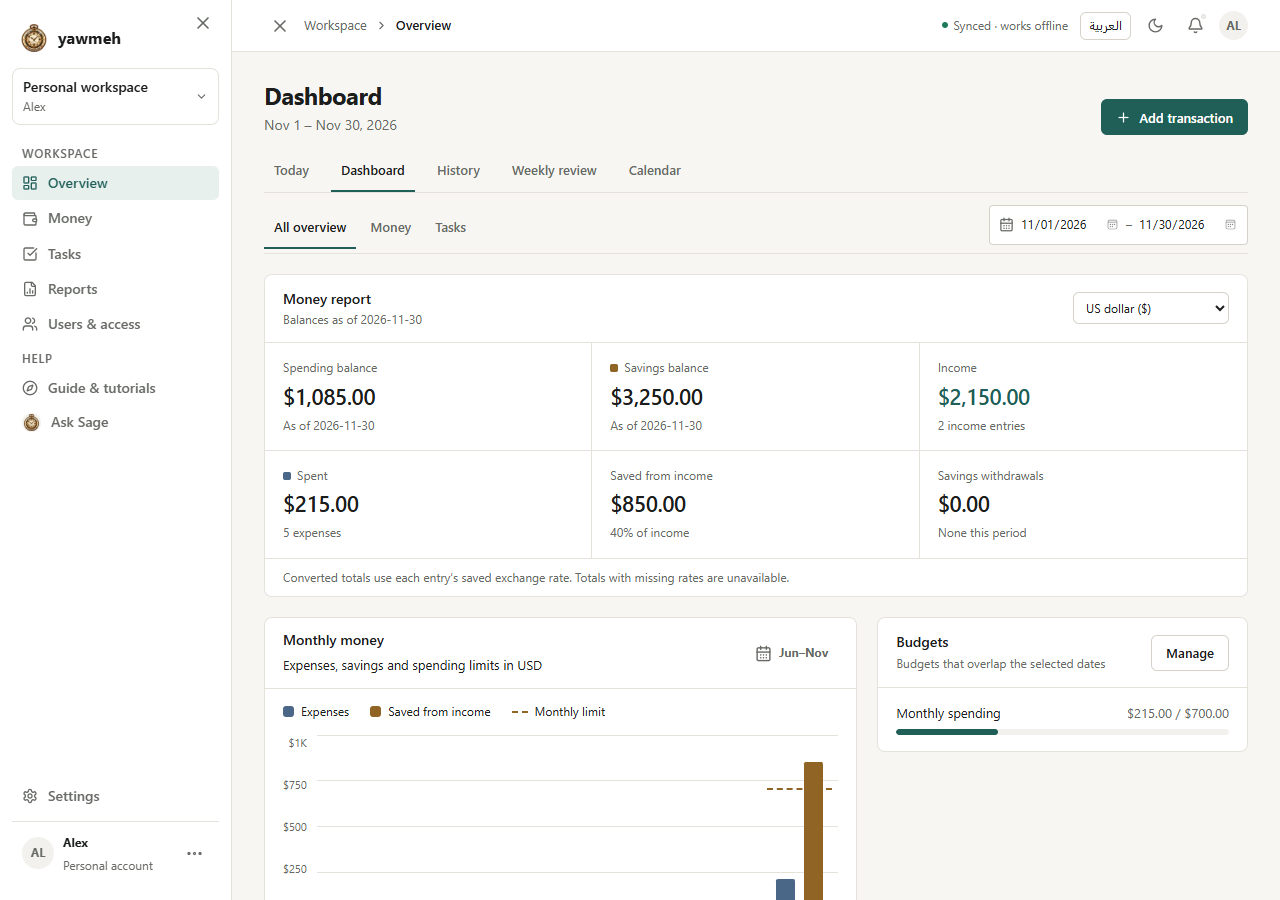 yawmeh
Personal workspace
Alex
WORKSPACE
Overview
Money
Tasks
Reports
Users & access
HELP
Guide & tutorials
Ask Sage
Settings
AL
Alex
Personal account
Workspace
Overview
Synced · works offline
العربية
AL
Dashboard
Nov 1 – Nov 30, 2026
Add transaction
Today
Dashboard
History
Weekly review
Calendar
All overview
Money
Tasks
11/01/2026 – 11/30/2026
Money report
Balances as of 2026-11-30
US dollar ($)
Spending balance
$1,085.00
As of 2026-11-30
Savings balance
$3,250.00
As of 2026-11-30
Income
$2,150.00
2 income entries
Spent
$215.00
5 expenses
Saved from income
$850.00
40% of income
Savings withdrawals
$0.00
None this period
Converted totals use each entry's saved exchange rate. Totals with missing rates are unavailable.
Monthly money
Expenses, savings and spending limits in USD
Jun–Nov
Expenses
Saved from income
Monthly limit
$1K
$750
$500
$250
Budgets
Budgets that overlap the selected dates
Manage
Monthly spending
$215.00 / $700.00